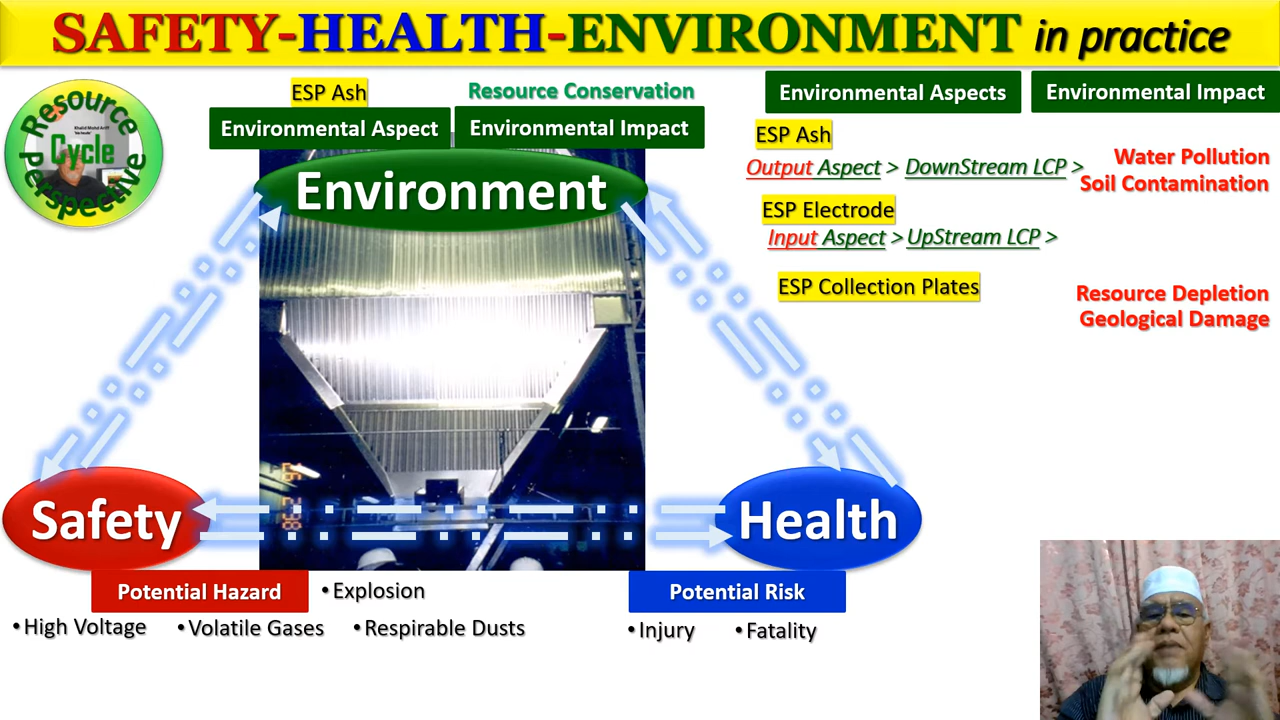 SAFETY-HEALTH-ENVIRONMENT in practice
Resource
Cycle
Perspective
ESP Ash
Resource Conservation
Environmental Aspect
Environmental Impact
Environment
Safety
Health
Potential Hazard
• Explosion
• High Voltage
• Volatile Gases
• Respirable Dusts
Potential Risk
• Injury
• Fatality
Environmental Aspects
Environmental Impact
ESP Ash
Output Aspect > DownStream LCP >
Water Pollution
Soil Contamination
ESP Electrode
Input Aspect > UpStream LCP >
ESP Collection Plates
Resource Depletion
Geological Damage